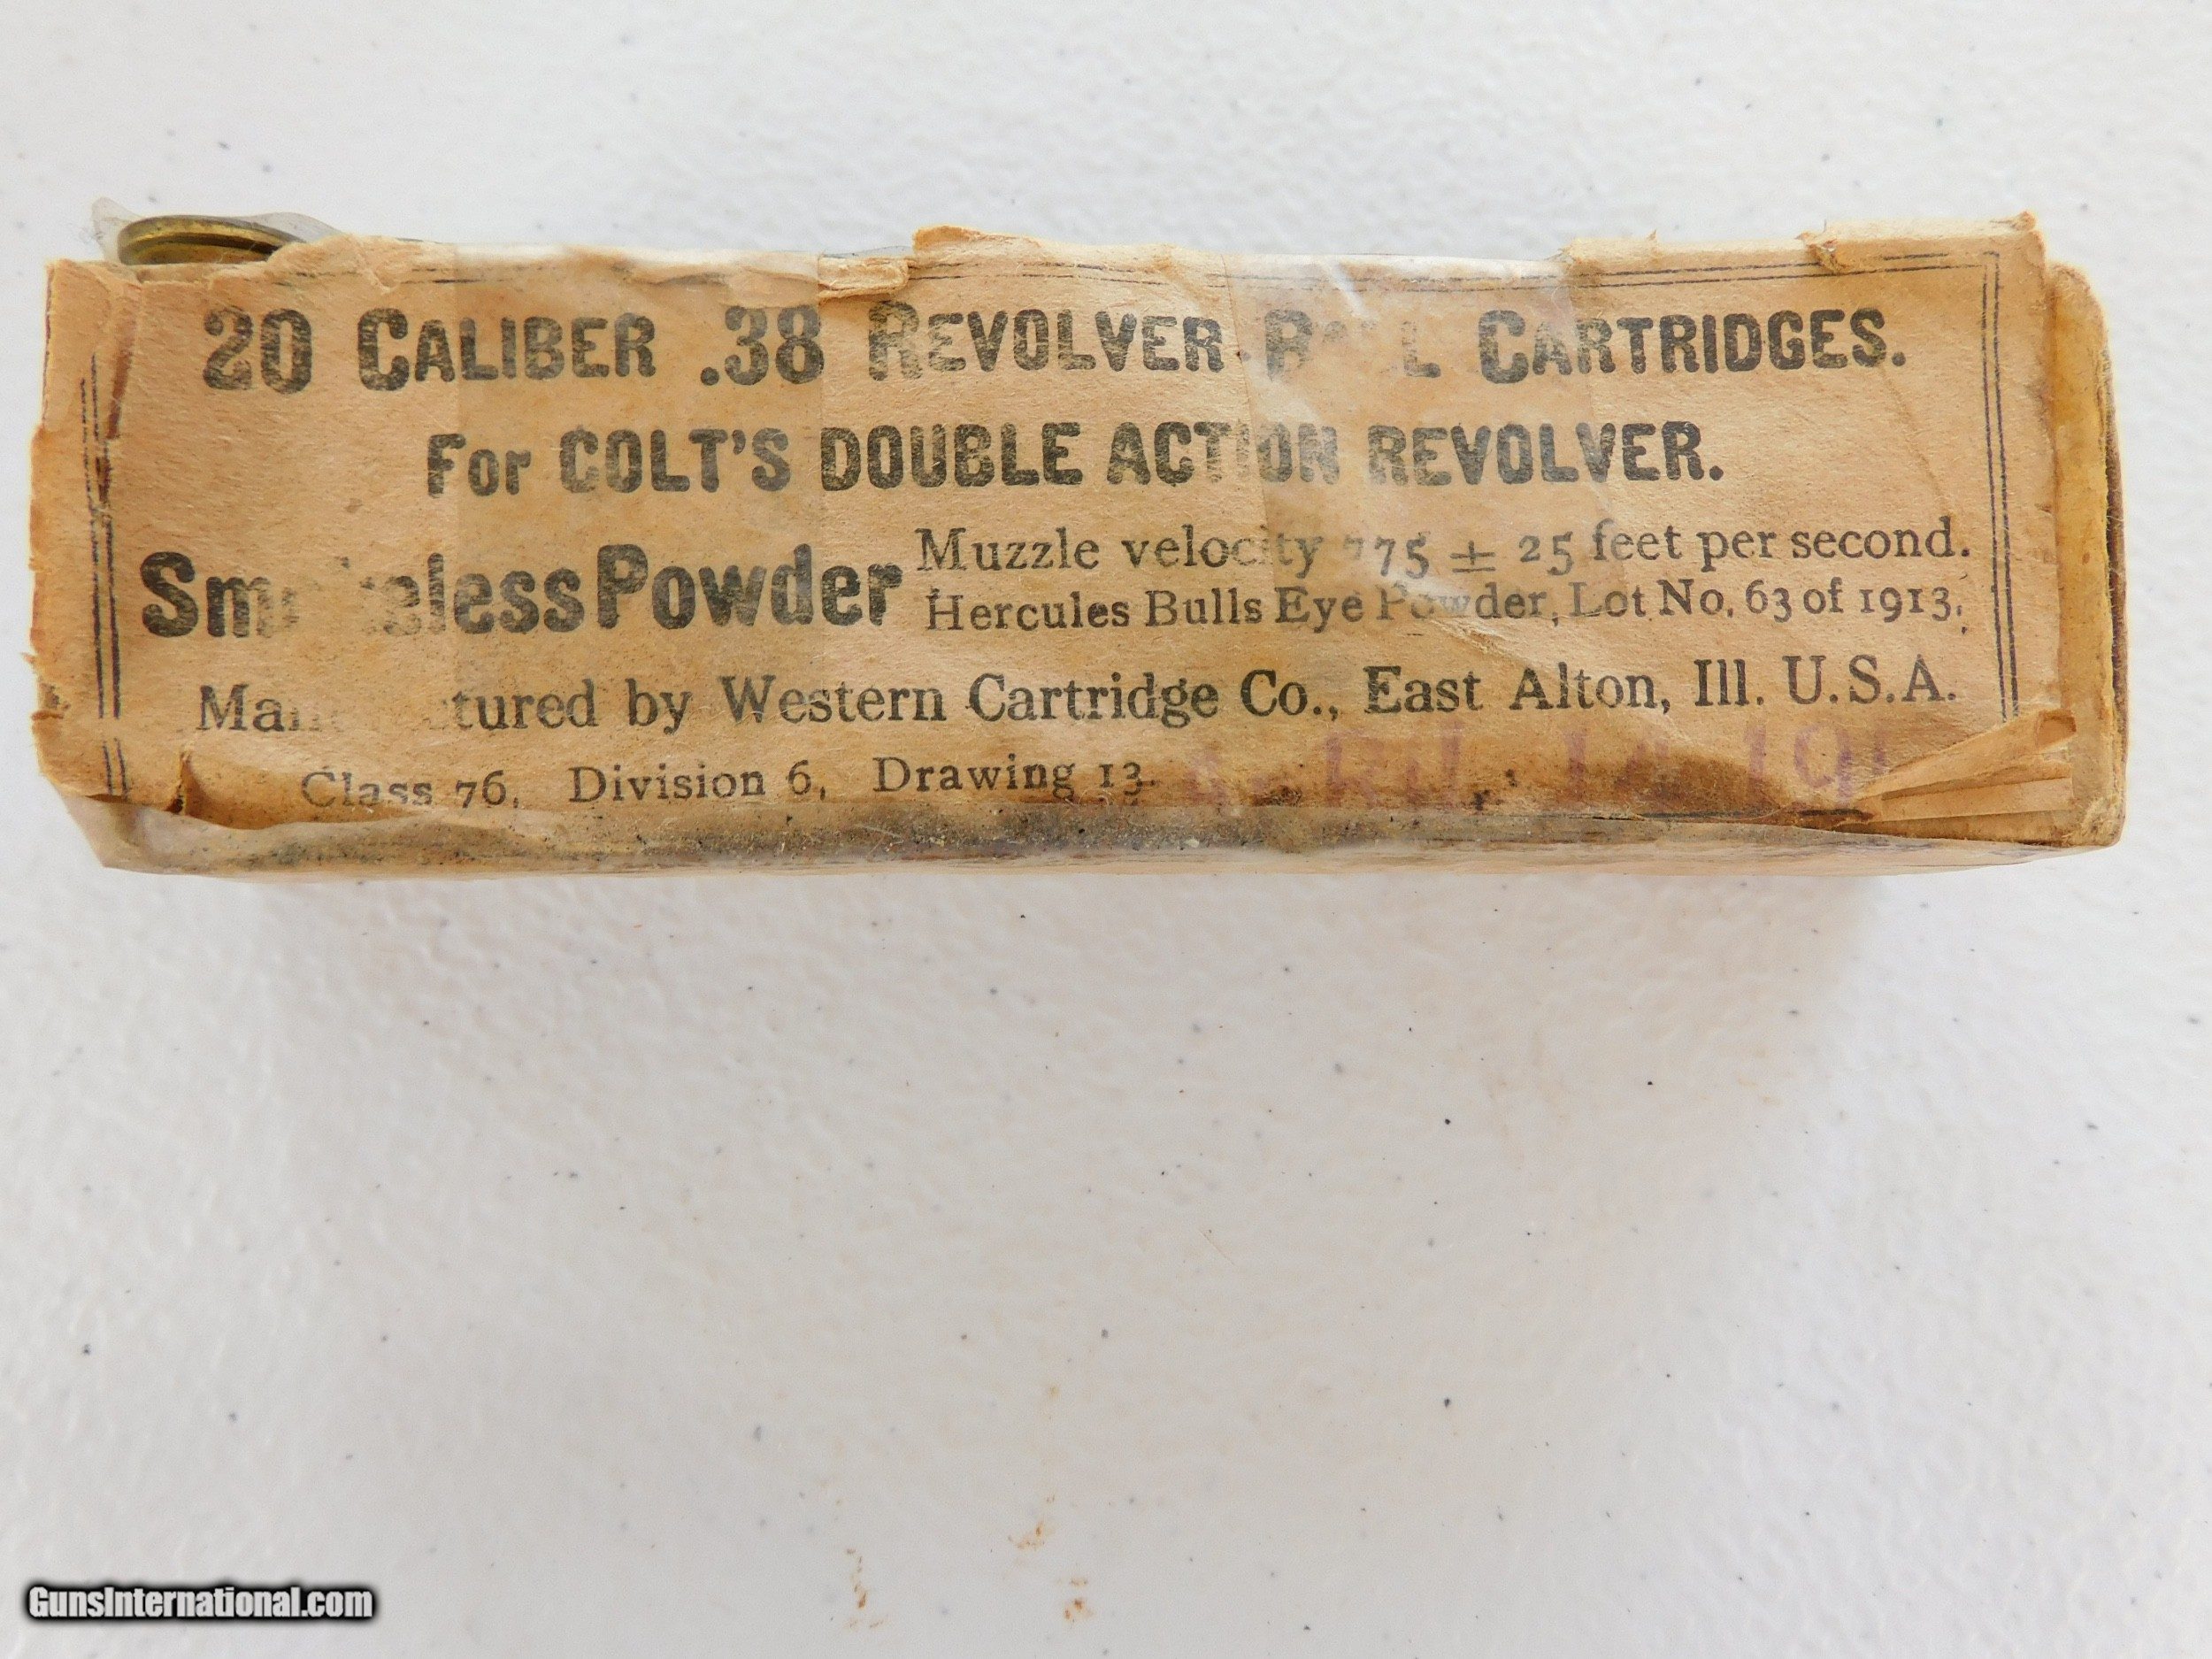 20 CALIBER .38 REVOLVER CARTRIDGES.
For COLT'S DOUBLE ACTION REVOLVER.
Smokeless Powder
Muzzle velocity 775 ± 25 feet per second.
Hercules Bulls Eye Powder, Lot No. 63 of 1913.
Manufactured by Western Cartridge Co., East Alton, Ill. U.S.A.
Class 76, Division 6, Drawing 13.
GunsInternational.com